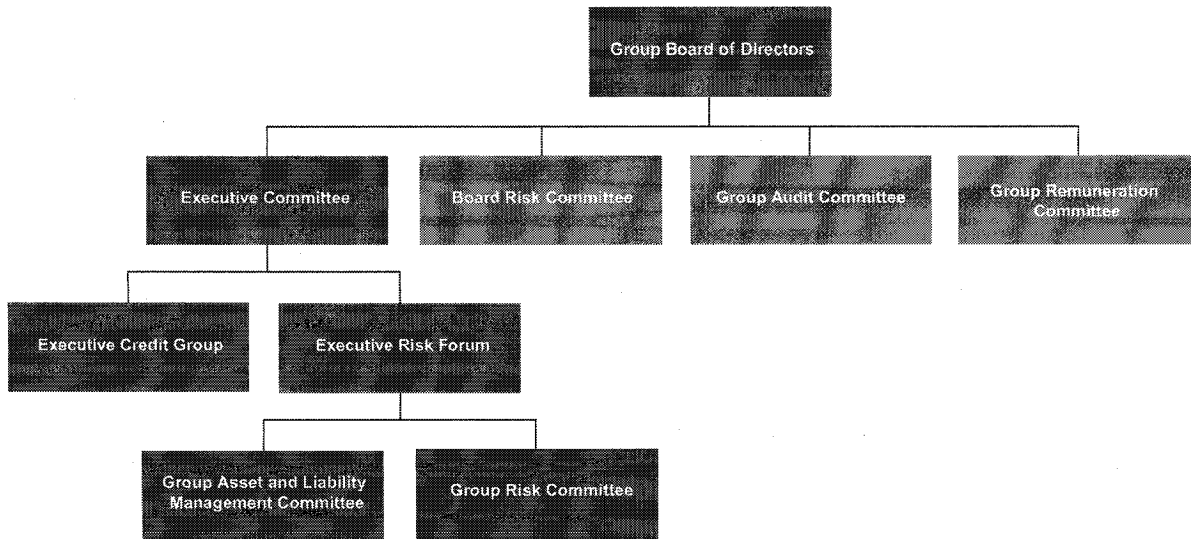 Group Board of Directors
Executive Committee
Board Risk Committee
Group Audit Committee
Group Remuneration
Committee
Executive Credit Group
Executive Risk Forum
Group Asset and Liability
Management Committee
Group Risk Committee